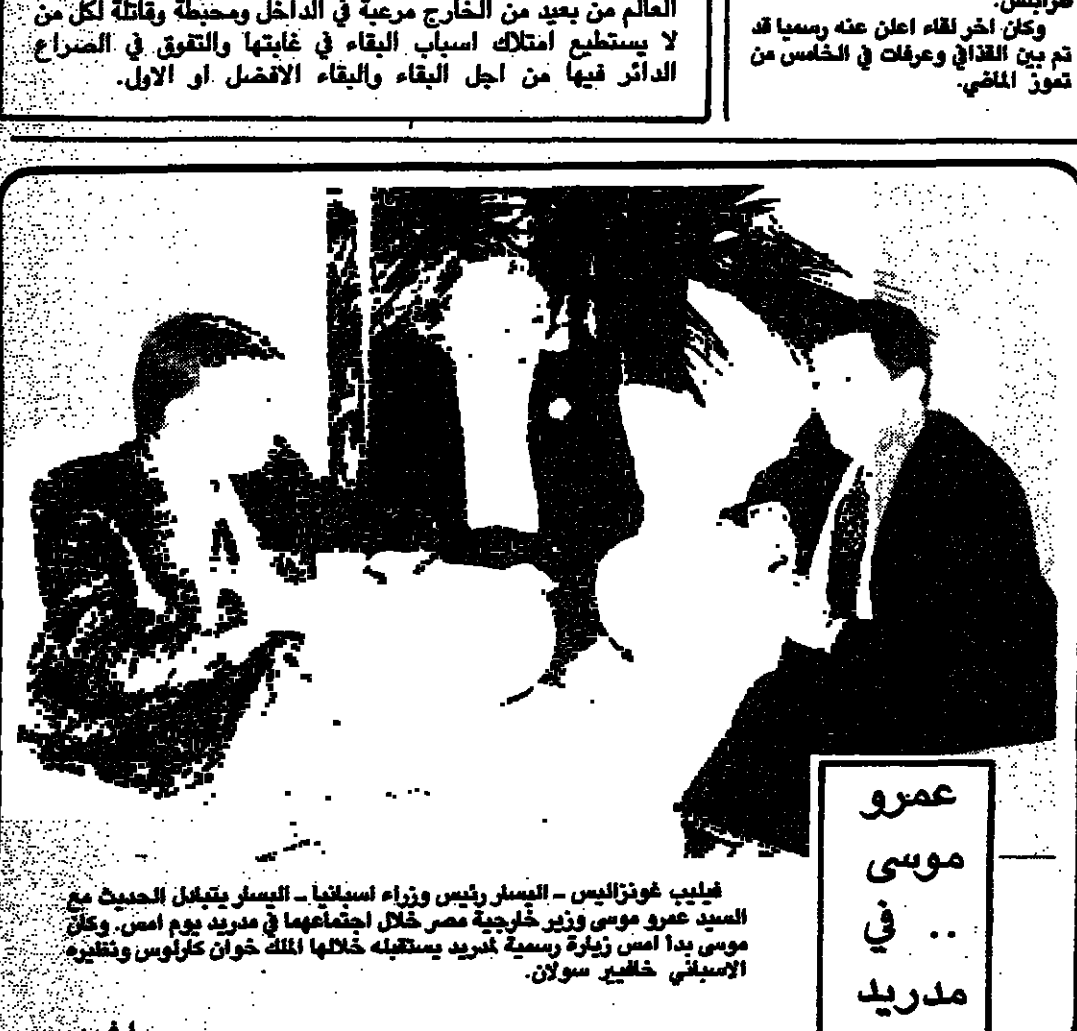 طرابلس.
وكان اخر لقاء اعلن عنه رسميا قد
تم بين القذافي وعرفات في الخامس من
تموز الماضي.
العالم من بعيد من الخارج مرعبة في الداخل ومحبطة وقاتلة لكل من
لا يستطيع امتلاك اسباب البقاء في غابتها والتفوق في الصراع
الدائر فيها من اجل البقاء والبقاء الافضل او الاول.
عمرو
موسى
.. في
مدريد
فيليب غونزاليس ـ اليسار رئيس وزراء اسبانيا ـ اليسار يتبادل الحديث مع
السيد عمرو موسى وزير خارجية مصر خلال اجتماعهما في مدريد يوم امس. وكان
موسى بدأ امس زيارة رسمية لمدريد يستقبله خلالها الملك خوان كارلوس ونظيره
الاسباني خافيير سولان.